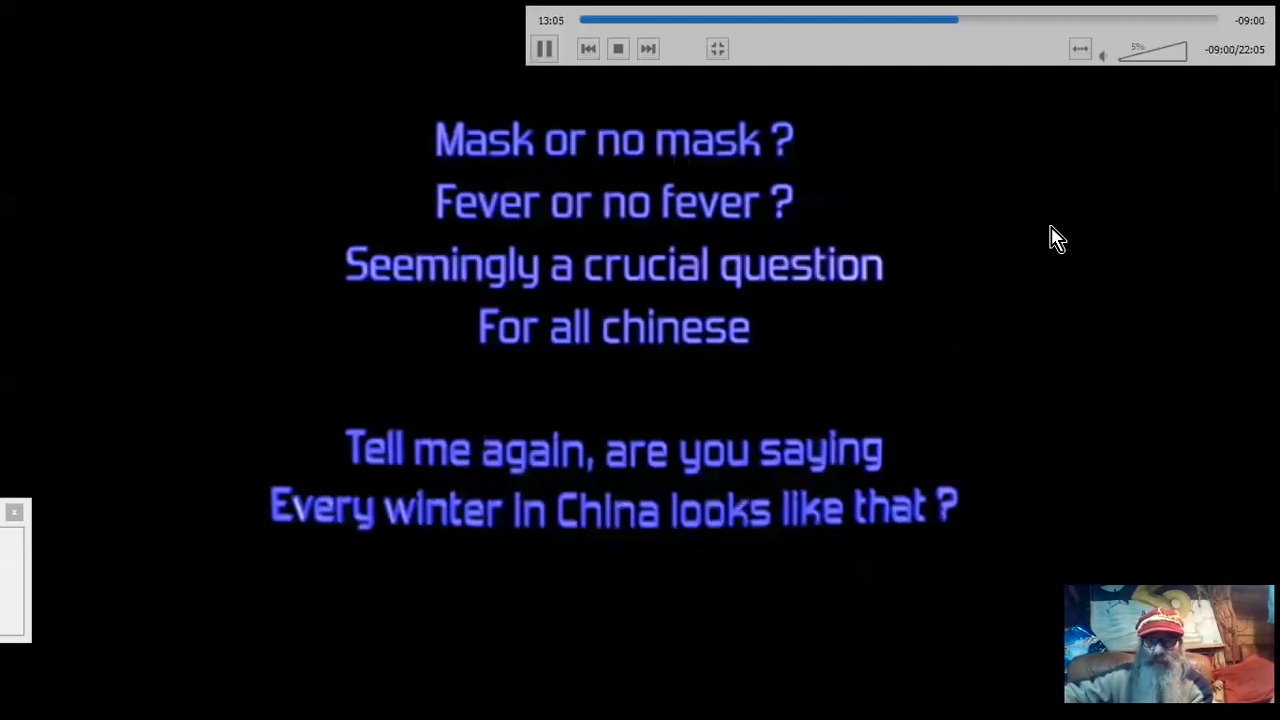 13:05
-09:00
5%
-09:00/22:05
Mask or no mask ?
Fever or no fever ?
Seemingly a crucial question
For all chinese
Tell me again, are you saying
Every winter in China looks like that ?
x